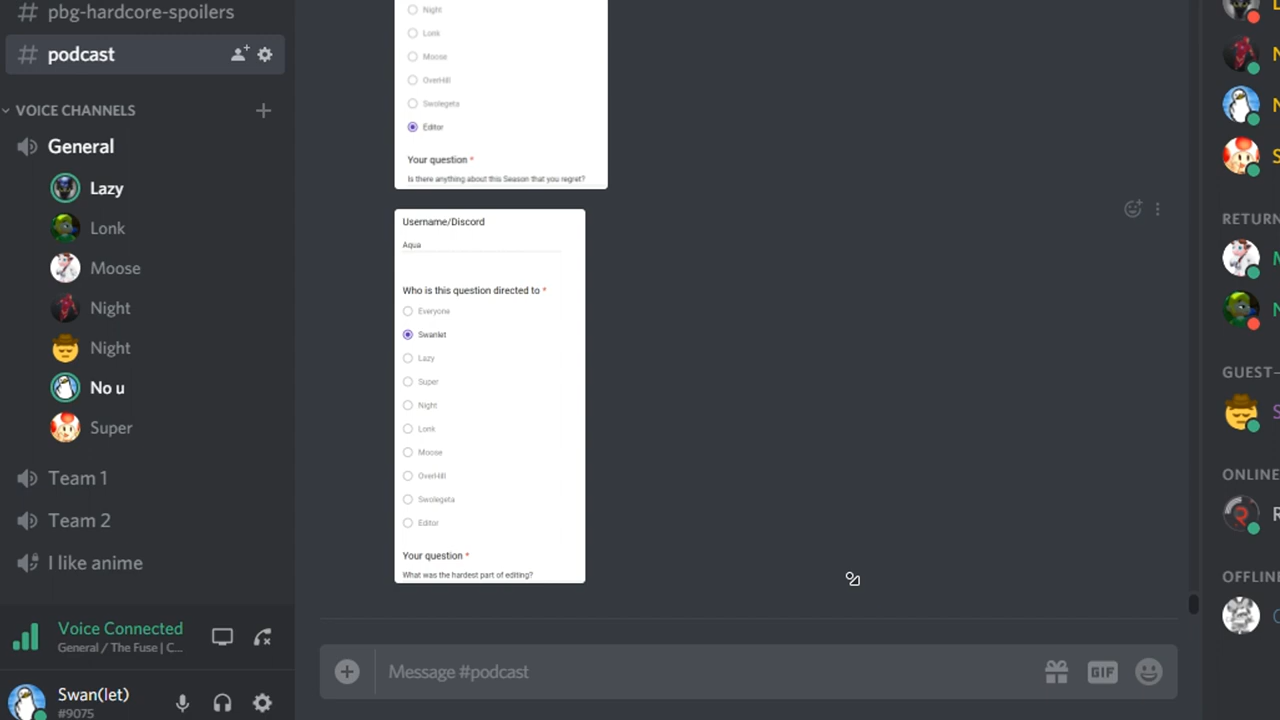 pbg-hardcore-spoilers
podcast
VOICE CHANNELS
General
Lazy
Lonk
Moose
Night
Night
No u
Super
Team 1
Team 2
I like anime
Voice Connected
General / The Fuse | C...
Swan(let)
#9075
Night
Lonk
Moose
OverHill
Swolegeta
Editor
Your question *
Is there anything about this Season that you regret?
Username/Discord
Aqua
Who is this question directed to *
Everyone
Swanlet
Lazy
Super
Night
Lonk
Moose
OverHill
Swolegeta
Editor
Your question *
What was the hardest part of editing?
Message #podcast
GIF
N
N
S
RETURN
GUEST-
S
ONLINE
R
OFFLIN